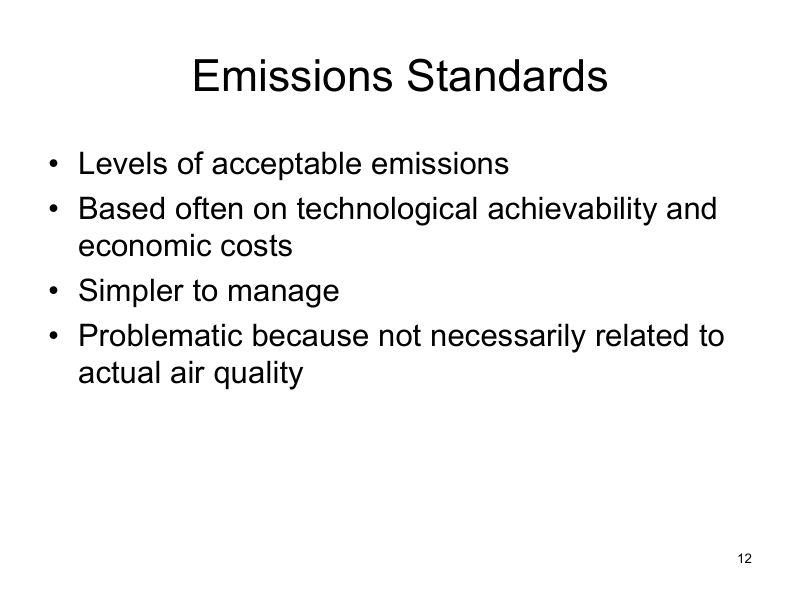 Emissions Standards
• Levels of acceptable emissions
• Based often on technological achievability and
economic costs
• Simpler to manage
• Problematic because not necessarily related to
actual air quality
12